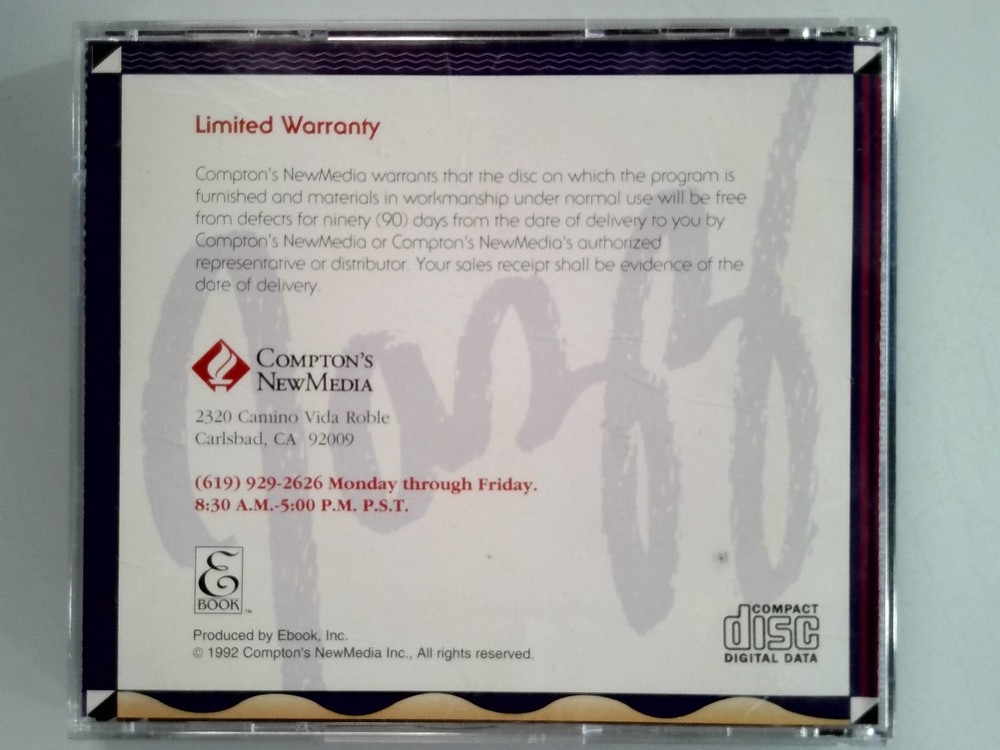 Limited Warranty
Compton's NewMedia warrants that the disc on which the program is
furnished and materials in workmanship under normal use will be free
from defects for ninety (90) days from the date of delivery to you by
Compton's NewMedia or Compton's NewMedia's authorized
representative or distributor. Your sales receipt shall be evidence of the
date of delivery.
COMPTON'S
NEWMEDIA
2320 Camino Vida Roble
Carlsbad, CA 92009
(619) 929-2626 Monday through Friday.
8:30 A.M.-5:00 P.M. P.S.T.
E
BOOK™
Produced by Ebook, Inc.
© 1992 Compton's NewMedia Inc., All rights reserved.
COMPACT
disc
DIGITAL DATA